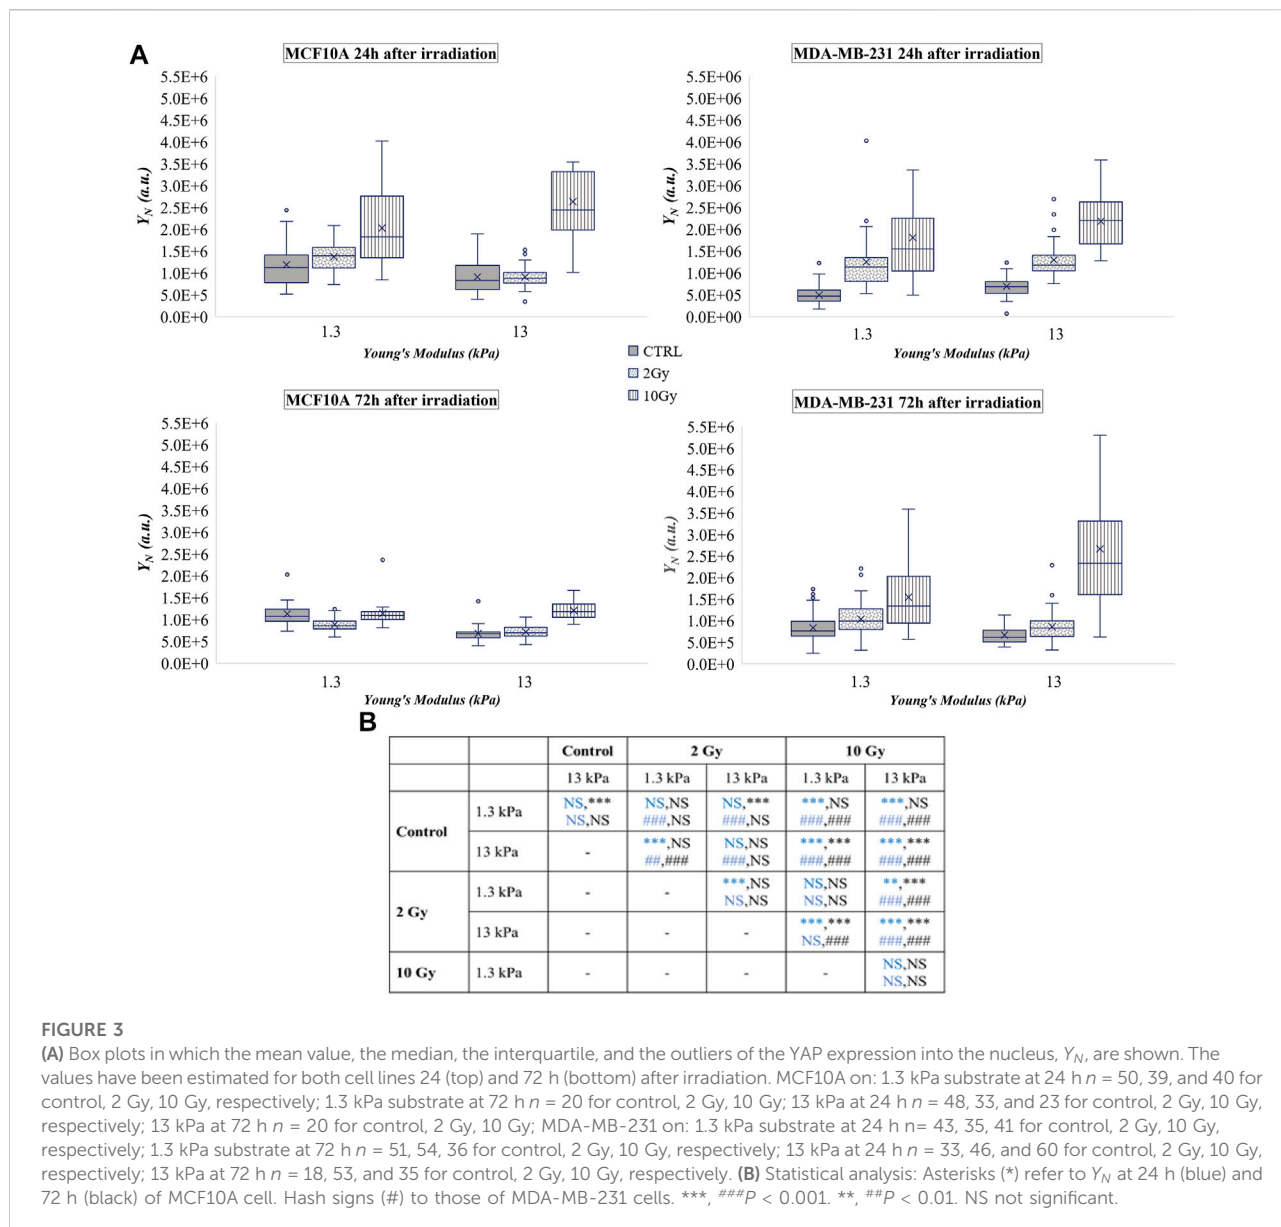 A
MCF10A 24h after irradiation
5.5E+6
5.0E+6
4.5E+6
4.0E+6
3.5E+6
3.0E+6
2.5E+6
2.0E+6
1.5E+6
1.0E+6
5.0E+5
0.0E+0
Y_N (a.u.)
1.3 13
Young's Modulus (kPa)
MDA-MB-231 24h after irradiation
5.5E+06
5.0E+06
4.5E+06
4.0E+06
3.5E+06
3.0E+06
2.5E+06
2.0E+06
1.5E+06
1.0E+06
5.0E+05
0.0E+00
Y_N (a.u.)
1.3 13
Young's Modulus (kPa)
CTRL
2Gy
10Gy
MCF10A 72h after irradiation
5.5E+6
5.0E+6
4.5E+6
4.0E+6
3.5E+6
3.0E+6
2.5E+6
2.0E+6
1.5E+6
1.0E+6
5.0E+5
0.0E+0
Y_N (a.u.)
1.3 13
Young's Modulus (kPa)
MDA-MB-231 72h after irradiation
5.5E+6
5.0E+6
4.5E+6
4.0E+6
3.5E+6
3.0E+6
2.5E+6
2.0E+6
1.5E+6
1.0E+6
5.0E+5
0.0E+0
Y_N (a.u.)
1.3 13
Young's Modulus (kPa)
B
Control 2 Gy 10 Gy
13 kPa 1.3 kPa 13 kPa 1.3 kPa 13 kPa
Control 1.3 kPa NS,*** NS,NS NS,*** ***,NS ***,NS
NS,NS ###,NS ###,NS ###,### ###,###
13 kPa - ***,NS NS,NS ***,*** ***,***
##,### ###,NS ###,### ###,###
2 Gy 1.3 kPa - - ***,NS NS,NS **,***
NS,NS NS,NS ###,###
13 kPa - - - ***,*** ***,***
NS,### ###,###
10 Gy 1.3 kPa - - - - NS,NS
NS,NS
FIGURE 3
(A) Box plots in which the mean value, the median, the interquartile, and the outliers of the YAP expression into the nucleus, Y_N, are shown. The
values have been estimated for both cell lines 24 (top) and 72 h (bottom) after irradiation. MCF10A on: 1.3 kPa substrate at 24 h n = 50, 39, and 40 for
control, 2 Gy, 10 Gy, respectively; 1.3 kPa substrate at 72 h n = 20 for control, 2 Gy, 10 Gy; 13 kPa at 24 h n = 48, 33, and 23 for control, 2 Gy, 10 Gy,
respectively; 13 kPa at 72 h n = 20 for control, 2 Gy, 10 Gy; MDA-MB-231 on: 1.3 kPa substrate at 24 h n= 43, 35, 41 for control, 2 Gy, 10 Gy,
respectively; 1.3 kPa substrate at 72 h n = 51, 54, 36 for control, 2 Gy, 10 Gy, respectively; 13 kPa at 24 h n = 33, 46, and 60 for control, 2 Gy, 10 Gy,
respectively; 13 kPa at 72 h n = 18, 53, and 35 for control, 2 Gy, 10 Gy, respectively. (B) Statistical analysis: Asterisks (*) refer to Y_N at 24 h (blue) and
72 h (black) of MCF10A cell. Hash signs (#) to those of MDA-MB-231 cells. ***, ###P < 0.001. **, ##P < 0.01. NS not significant.